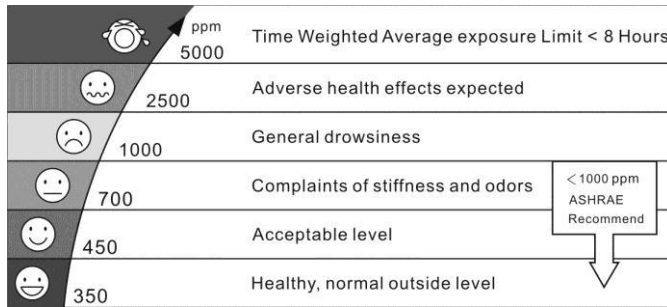 ppm
5000 Time Weighted Average exposure Limit < 8 Hours
2500 Adverse health effects expected
1000 General drowsiness
700 Complaints of stiffness and odors
<1000 ppm
ASHRAE
Recommend
450 Acceptable level
350 Healthy, normal outside level